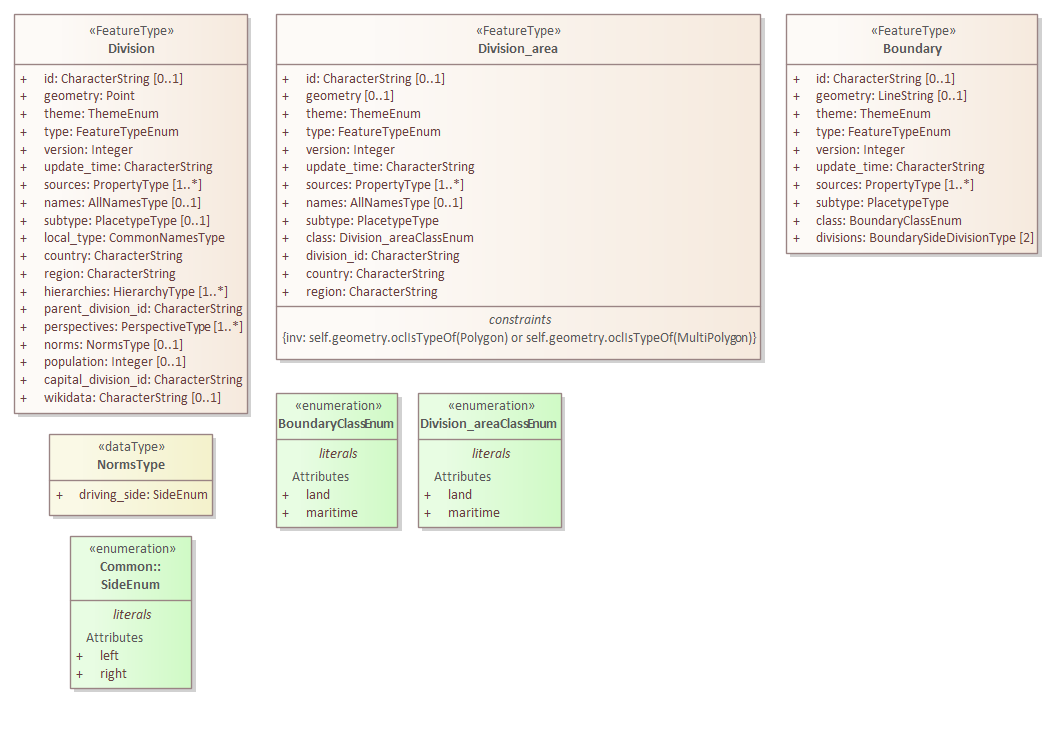 «FeatureType»
Division
+ id: CharacterString [0..1]
+ geometry: Point
+ theme: ThemeEnum
+ type: FeatureTypeEnum
+ version: Integer
+ update_time: CharacterString
+ sources: PropertyType [1..*]
+ names: AllNamesType [0..1]
+ subtype: PlacetypeType [0..1]
+ local_type: CommonNamesType
+ country: CharacterString
+ region: CharacterString
+ hierarchies: HierarchyType [1..*]
+ parent_division_id: CharacterString
+ perspectives: PerspectiveType [1..*]
+ norms: NormsType [0..1]
+ population: Integer [0..1]
+ capital_division_id: CharacterString
+ wikidata: CharacterString [0..1]
«FeatureType»
Division_area
+ id: CharacterString [0..1]
+ geometry [0..1]
+ theme: ThemeEnum
+ type: FeatureTypeEnum
+ version: Integer
+ update_time: CharacterString
+ sources: PropertyType [1..*]
+ names: AllNamesType [0..1]
+ subtype: PlacetypeType
+ class: Division_areaClassEnum
+ division_id: CharacterString
+ country: CharacterString
+ region: CharacterString
constraints
{inv: self.geometry.oclIsTypeOf(Polygon) or self.geometry.oclIsTypeOf(MultiPolygon)}
«FeatureType»
Boundary
+ id: CharacterString [0..1]
+ geometry: LineString [0..1]
+ theme: ThemeEnum
+ type: FeatureTypeEnum
+ version: Integer
+ update_time: CharacterString
+ sources: PropertyType [1..*]
+ subtype: PlacetypeType
+ class: BoundaryClassEnum
+ divisions: BoundarySideDivisionType [2]
«dataType»
NormsType
+ driving_side: SideEnum
«enumeration»
BoundaryClassEnum
literals
Attributes
+ land
+ maritime
«enumeration»
Division_areaClassEnum
literals
Attributes
+ land
+ maritime
«enumeration»
Common::
SideEnum
literals
Attributes
+ left
+ right